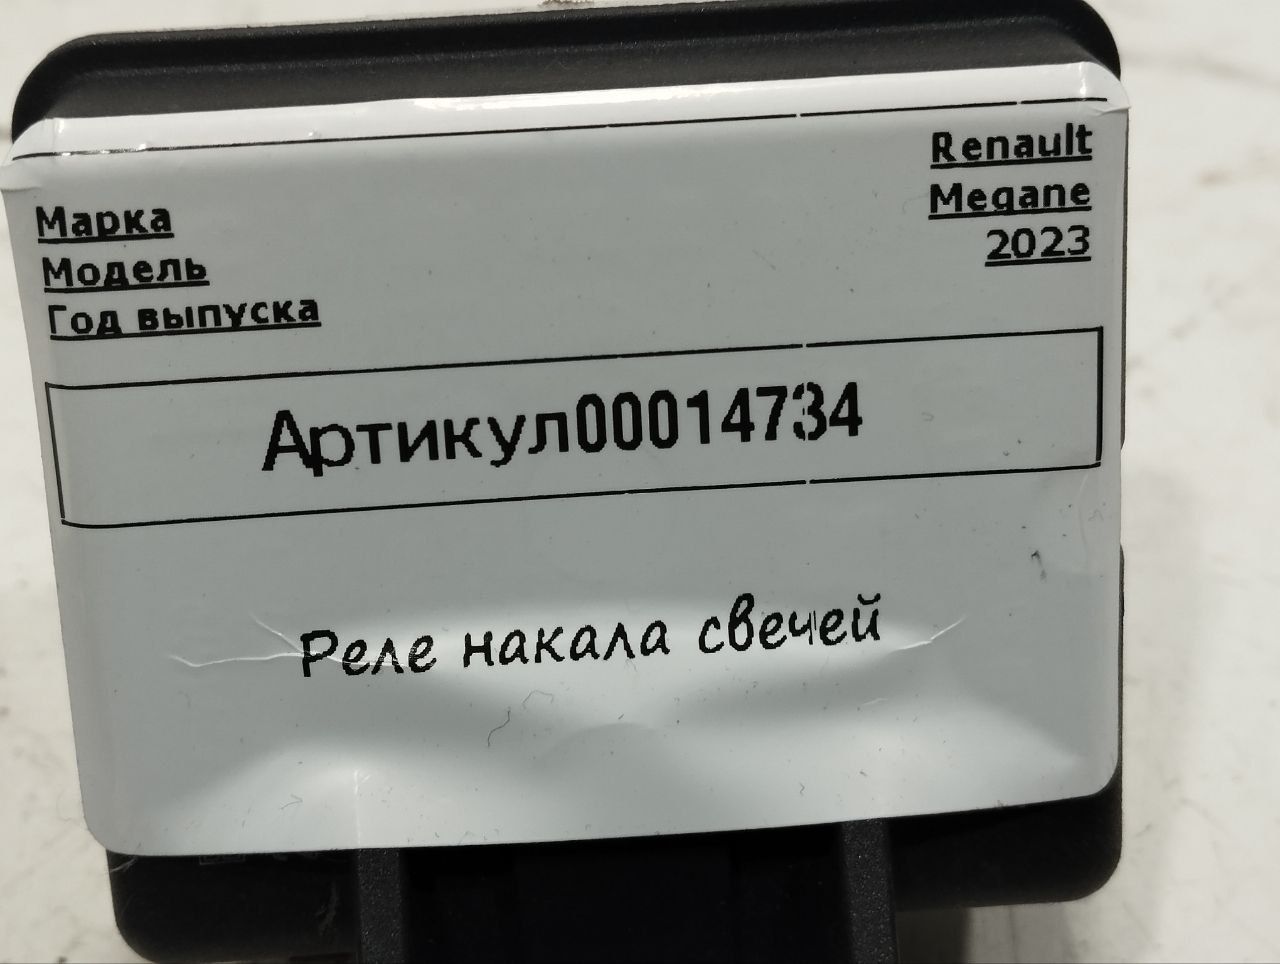 Марка Renault
Модель Megane
Год выпуска 2023
Артикул00014734
Реле накала свечей